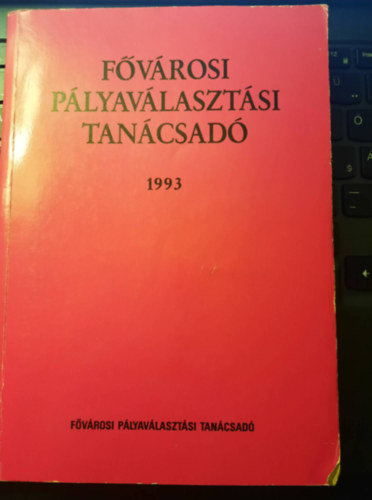 FŐVÁROSI
PÁLYAVÁLASZTÁSI
TANÁCSADÓ
1993
FŐVÁROSI PÁLYAVÁLASZTÁSI TANÁCSADÓ